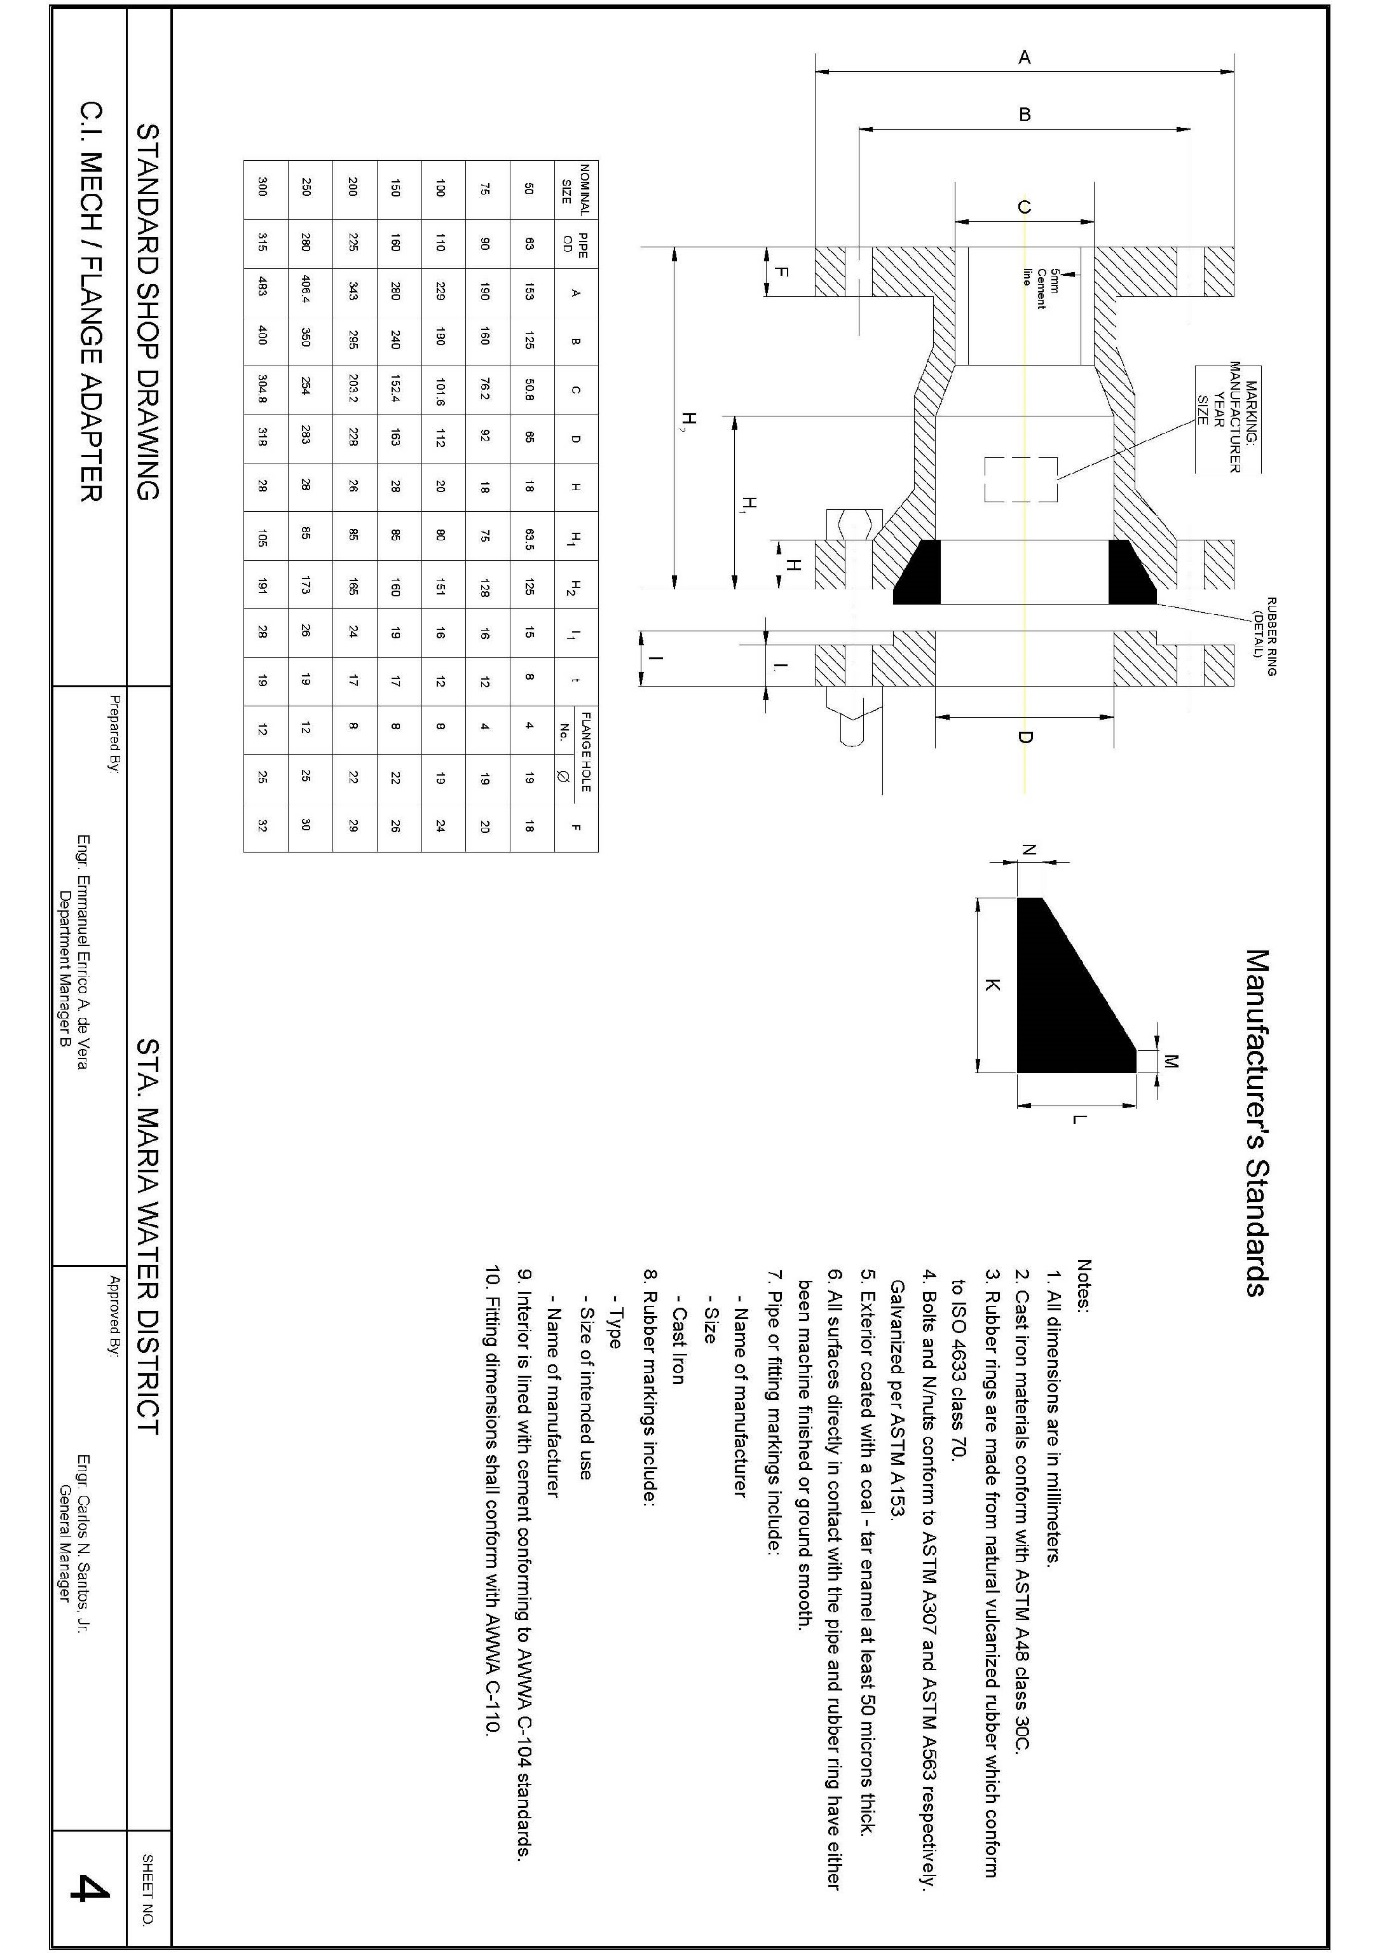 Manufacturer's Standards
A
B
C
5mm
Cement
line
F
H2
H1
H
MARKING:
MANUFACTURER
YEAR
SIZE
RUBBER RING
(DETAIL)
I
I
D
N
K
M
L
NOMINAL SIZE PIPE OD A B C D H H1 H2 I1 t FLANGE HOLE No. Ø F
50 63 153 125 50.8 65 18 63.5 125 15 8 4 19 18
75 90 190 160 76.2 92 18 75 128 16 12 4 19 20
100 110 229 190 101.6 112 20 80 151 16 12 8 19 24
150 160 280 240 152.4 163 28 85 160 19 17 8 22 26
200 225 343 295 203.2 228 26 85 165 24 17 8 22 29
250 280 406.4 350 254 283 28 85 173 26 19 12 25 30
300 315 483 400 304.8 318 28 105 191 28 19 12 25 32
Notes:
1. All dimensions are in millimeters.
2. Cast iron materials conform with ASTM A48 class 30C.
3. Rubber rings are made from natural vulcanized rubber which conform
to ISO 4633 class 70.
4. Bolts and N/nuts conform to ASTM A307 and ASTM A563 respectively.
Galvanized per ASTM A153.
5. Exterior coated with a coal - tar enamel at least 50 microns thick.
6. All surfaces directly in contact with the pipe and rubber ring have either
been machine finished or ground smooth.
7. Pipe or fitting markings include:
- Name of manufacturer
- Size
- Cast Iron
8. Rubber markings include:
- Type
- Size of intended use
- Name of manufacturer
9. Interior is lined with cement conforming to AWWA C-104 standards.
10. Fitting dimensions shall conform with AWWA C-110.
STANDARD SHOP DRAWING
C.I. MECH / FLANGE ADAPTER
STA. MARIA WATER DISTRICT
Prepared By:
Engr. Emmanuel Enrico A. de Vera
Department Manager B
Approved By:
Engr. Carlos N. Santos, Jr.
General Manager
SHEET NO.
4